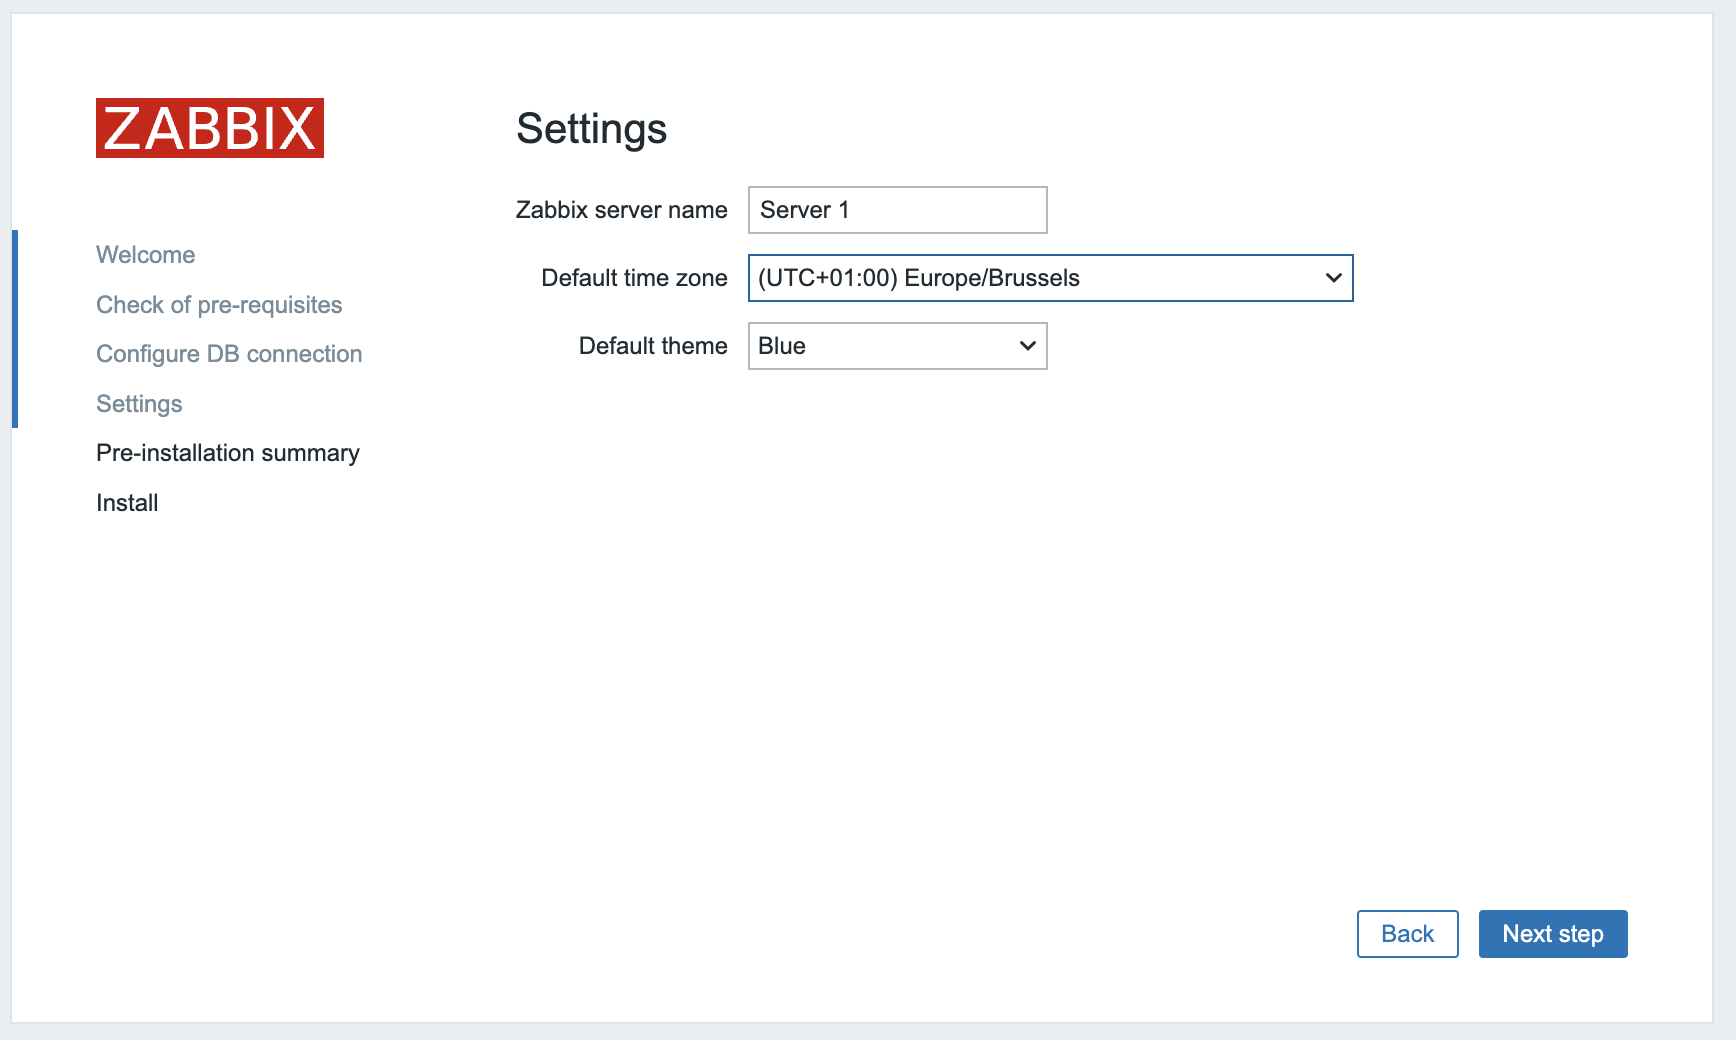 ZABBIX
Welcome
Check of pre-requisites
Configure DB connection
Settings
Pre-installation summary
Install
Settings
Zabbix server name Server 1
Default time zone (UTC+01:00) Europe/Brussels
Default theme Blue
Back Next step